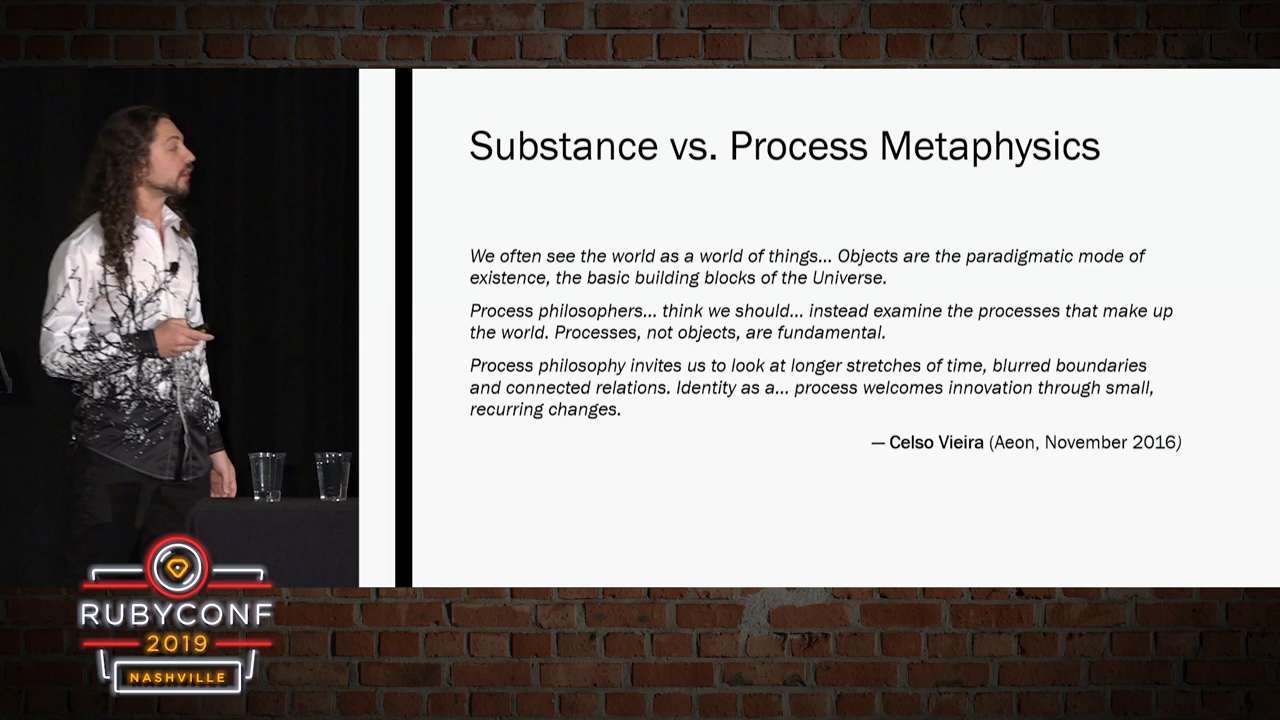 Substance vs. Process Metaphysics
We often see the world as a world of things... Objects are the paradigmatic mode of
existence, the basic building blocks of the Universe.
Process philosophers... think we should... instead examine the processes that make up
the world. Processes, not objects, are fundamental.
Process philosophy invites us to look at longer stretches of time, blurred boundaries
and connected relations. Identity as a... process welcomes innovation through small,
recurring changes.
— Celso Vieira (Aeon, November 2016)
RUBYCONF
2019
NASHVILLE